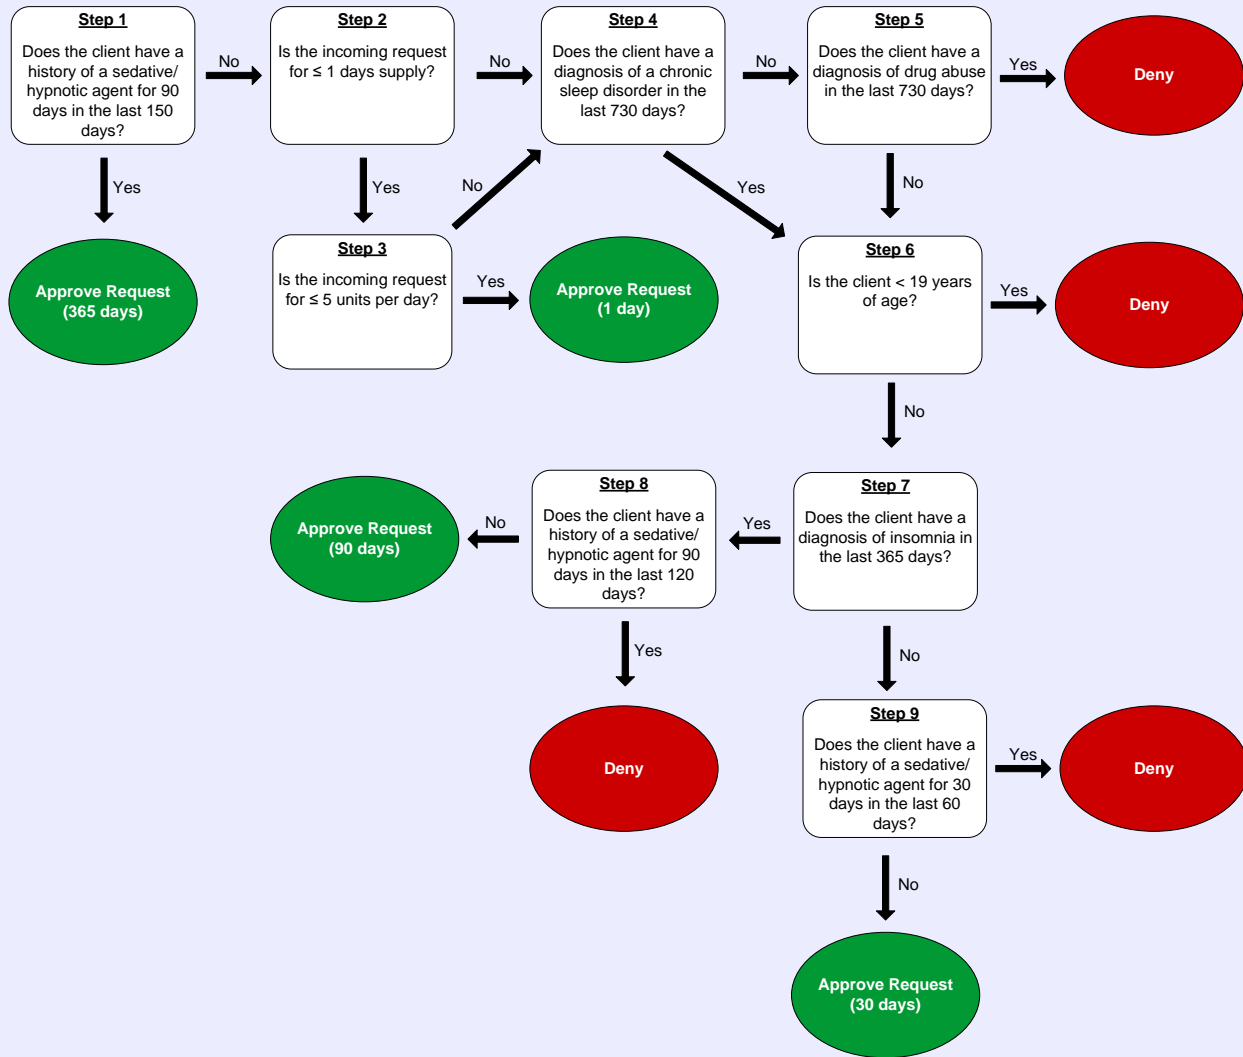 Step 1
Does the client have a
history of a sedative/
hypnotic agent for 90
days in the last 150
days?
No
Step 2
Is the incoming request
for ≤ 1 days supply?
No
Step 4
Does the client have a
diagnosis of a chronic
sleep disorder in the
last 730 days?
No
Step 5
Does the client have a
diagnosis of drug abuse
in the last 730 days?
Yes
Deny
Yes
Yes
No
Yes
No
Approve Request
(365 days)
Step 3
Is the incoming request
for ≤ 5 units per day?
Yes
Approve Request
(1 day)
Step 6
Is the client < 19 years
of age?
Yes
Deny
No
Approve Request
(90 days)
No
Step 8
Does the client have a
history of a sedative/
hypnotic agent for 90
days in the last 120
days?
Yes
Step 7
Does the client have a
diagnosis of insomnia in
the last 365 days?
Yes
No
Deny
Step 9
Does the client have a
history of a sedative/
hypnotic agent for 30
days in the last 60
days?
Yes
Deny
No
Approve Request
(30 days)